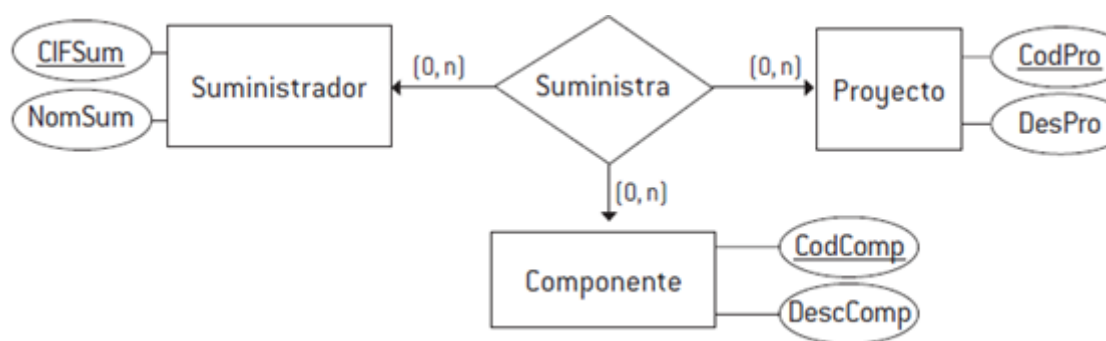 CIFSum
NomSum
Suministrador
(0, n)
Suministra
(0, n)
Proyecto
CodPro
DesPro
(0, n)
Componente
CodComp
DescComp